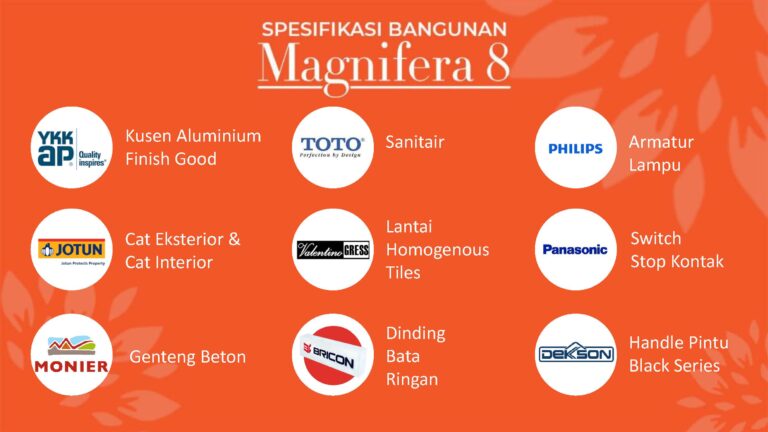 SPESIFIKASI BANGUNAN
Magnifera 8
YKK
ap
Quality
inspires
Kusen Aluminium
Finish Good
TOTO
Perfection by Design
Sanitair
PHILIPS
Armatur
Lampu
JOTUN
Jotun Protects Property
Cat Eksterior &
Cat Interior
Valentino GRESS
Lantai
Homogenous
Tiles
Panasonic
Switch
Stop Kontak
MONIER
Genteng Beton
BRICON
Dinding
Bata
Ringan
DEKSON
Handle Pintu
Black Series